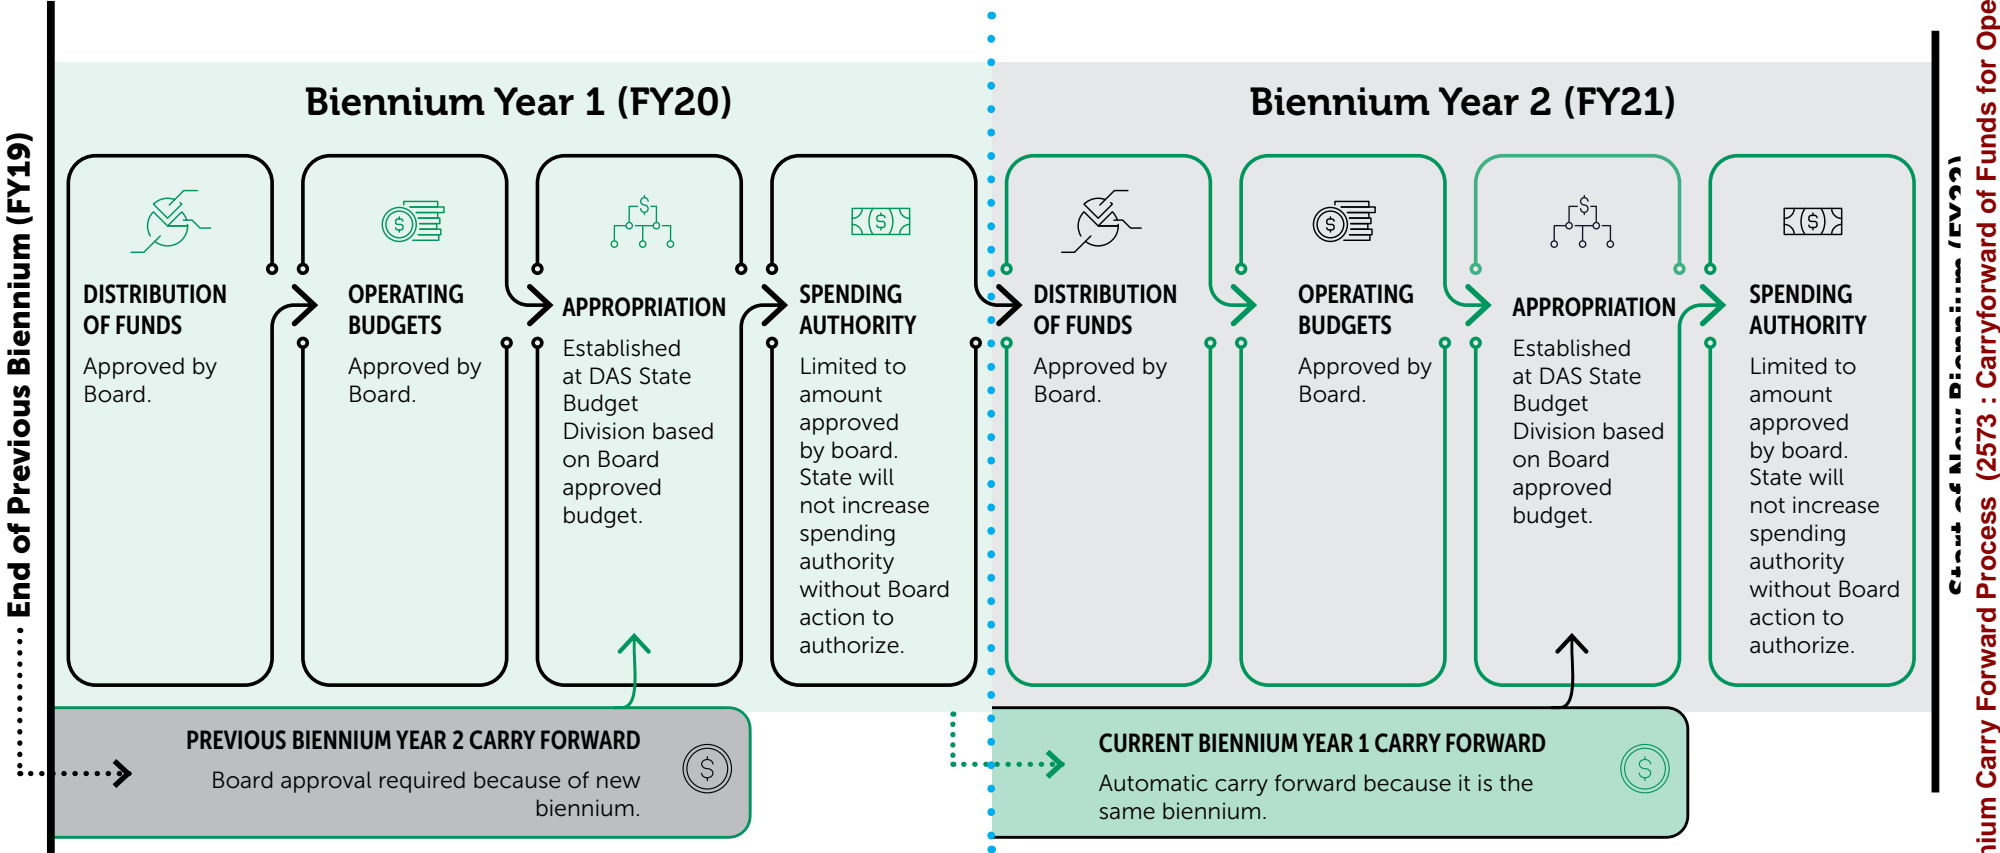 End of Previous Biennium (FY19)
Biennium Year 1 (FY20)
DISTRIBUTION
OF FUNDS
Approved by
Board.
OPERATING
BUDGETS
Approved by
Board.
APPROPRIATION
Established
at DAS State
Budget
Division based
on Board
approved
budget.
SPENDING
AUTHORITY
Limited to
amount
approved
by board.
State will
not increase
spending
authority
without Board
action to
authorize.
PREVIOUS BIENNIUM YEAR 2 CARRY FORWARD
Board approval required because of new
biennium.
Biennium Year 2 (FY21)
DISTRIBUTION
OF FUNDS
Approved by
Board.
OPERATING
BUDGETS
Approved by
Board.
APPROPRIATION
Established
at DAS State
Budget
Division based
on Board
approved
budget.
SPENDING
AUTHORITY
Limited to
amount
approved
by board.
State will
not increase
spending
authority
without Board
action to
authorize.
CURRENT BIENNIUM YEAR 1 CARRY FORWARD
Automatic carry forward because it is the
same biennium.
Start of New Biennium
Carry Forward Process (2573 : Carryforward of Funds for